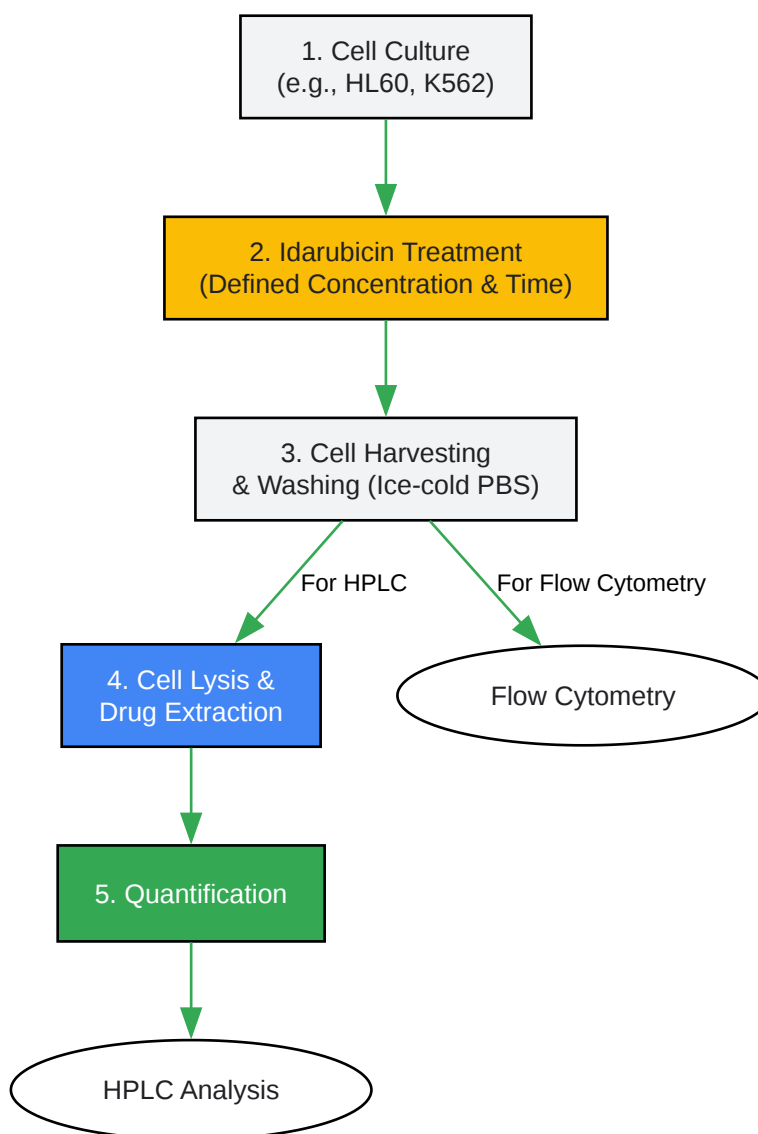 1. Cell Culture
(e.g., HL60, K562)
2. Idarubicin Treatment
(Defined Concentration & Time)
3. Cell Harvesting
& Washing (Ice-cold PBS)
For HPLC
For Flow Cytometry
4. Cell Lysis &
Drug Extraction
Flow Cytometry
5. Quantification
HPLC Analysis